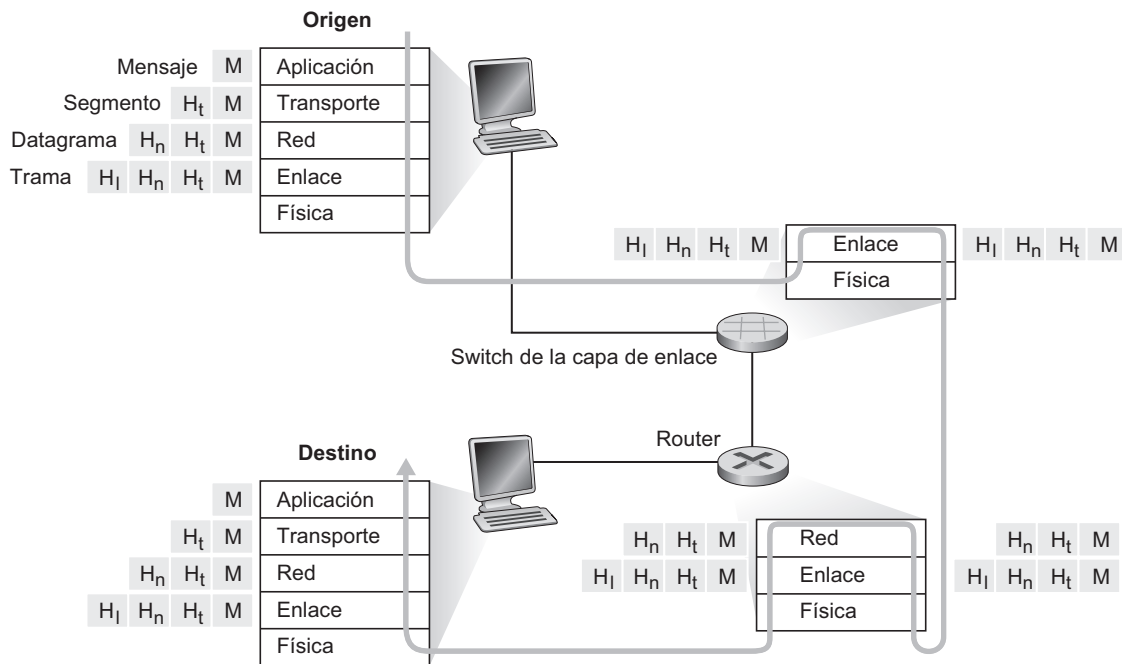 Origen
Mensaje M Aplicación
Segmento Ht M Transporte
Datagrama Hn Ht M Red
Trama Hl Hn Ht M Enlace
Física
Hl Hn Ht M Enlace Hl Hn Ht M
Física
Switch de la capa de enlace
Router
Destino
M Aplicación
Ht M Transporte
Hn Ht M Red
Hl Hn Ht M Enlace
Física
Hn Ht M Red Hn Ht M
Hl Hn Ht M Enlace Hl Hn Ht M
Física